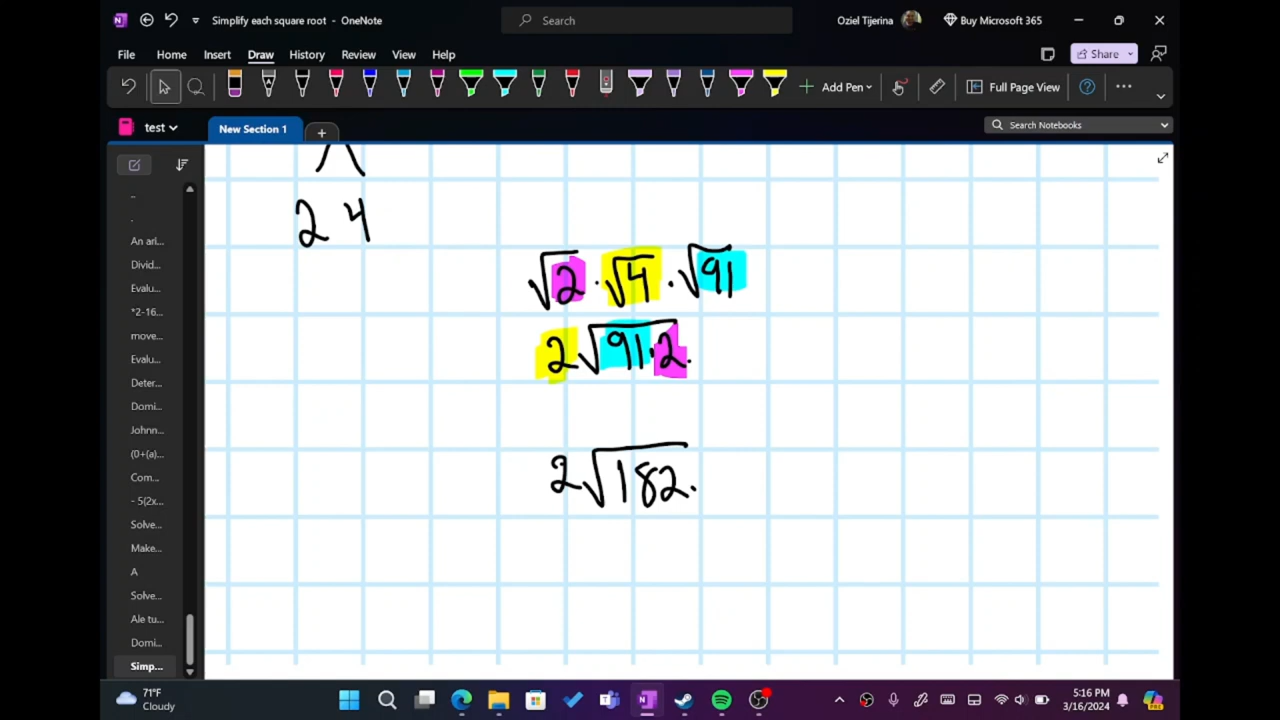 Simplify each square root - OneNote
Search
Oziel Tijerina
Buy Microsoft 365
File Home Insert Draw History Review View Help
Share
Add Pen
Full Page View
test
New Section 1
+
Search Notebooks
-
.
An ari...
Divid...
Evalu...
*2-16...
move...
Evalu...
Deter...
Domi...
Johnn...
(0+(a)...
Com...
- 5(2x...
Solve...
Make...
A
Solve...
Ale tu...
Domi...
Simp...
2 4
√2 · √4 · √91
2√91·2.
2√182.
71°F
Cloudy
5:16 PM
3/16/2024